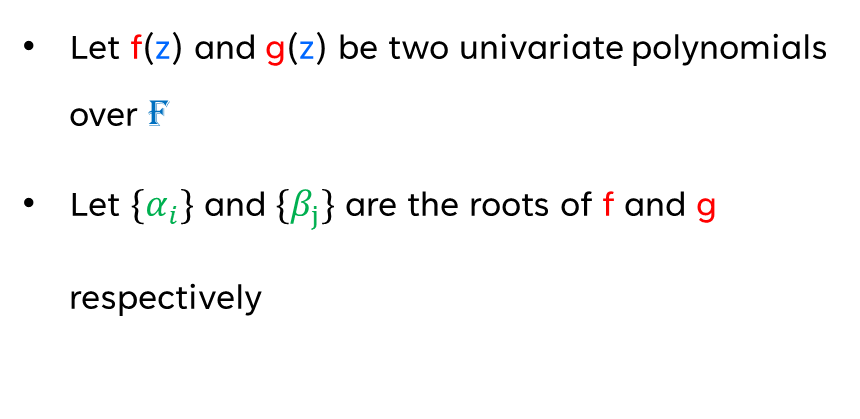 • Let f(z) and g(z) be two univariate polynomials
over 𝔽
• Let {αᵢ} and {βⱼ} are the roots of f and g
respectively